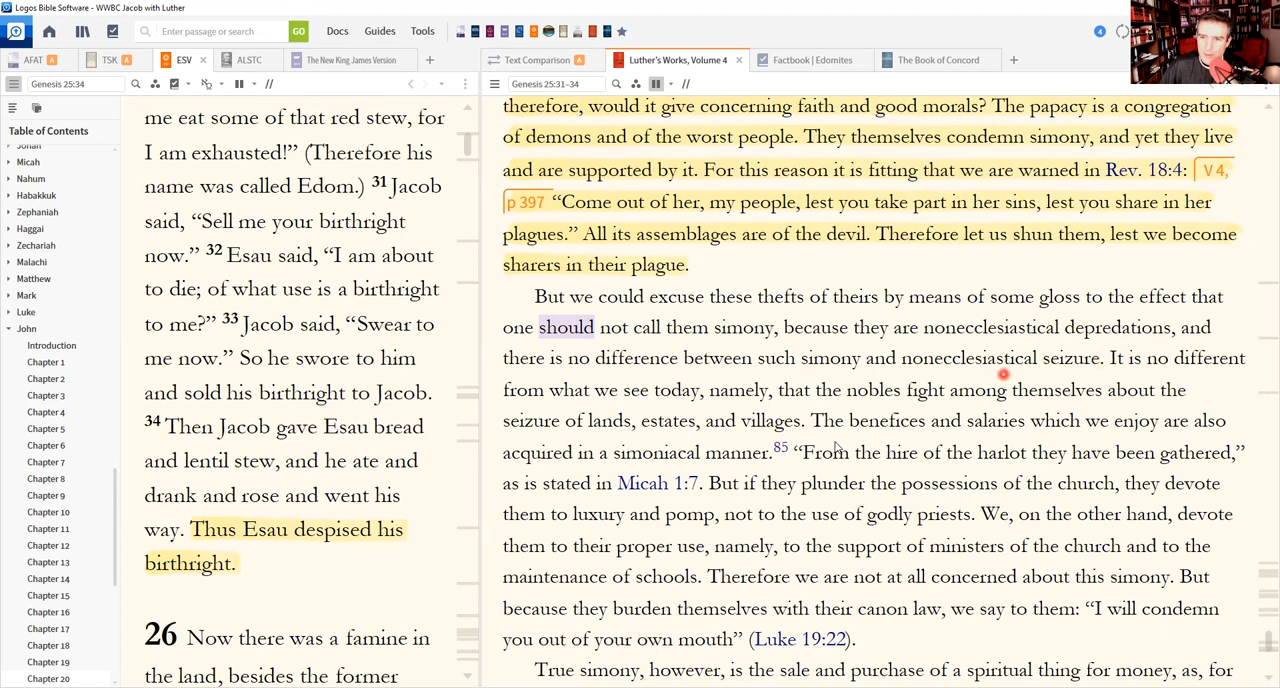 Logos Bible Software - WWBC Jacob with Luther
Enter passage or search
GO
Docs
Guides
Tools
4
AFAT A
TSK A
ESV
ALSTC
The New King James Version
Text Comparison A
Luther's Works, Volume 4
Factbook | Edomites
The Book of Concord
Genesis 25:34
Genesis 25:31–34
Table of Contents
Jonah
Micah
Nahum
Habakkuk
Zephaniah
Haggai
Zechariah
Malachi
Matthew
Mark
Luke
John
Introduction
Chapter 1
Chapter 2
Chapter 3
Chapter 4
Chapter 5
Chapter 6
Chapter 7
Chapter 8
Chapter 9
Chapter 10
Chapter 11
Chapter 12
Chapter 13
Chapter 14
Chapter 15
Chapter 16
Chapter 17
Chapter 18
Chapter 19
Chapter 20
me eat some of that red stew, for
I am exhausted!” (Therefore his
name was called Edom.) 31 Jacob
said, “Sell me your birthright
now.” 32 Esau said, “I am about
to die; of what use is a birthright
to me?” 33 Jacob said, “Swear to
me now.” So he swore to him
and sold his birthright to Jacob.
34 Then Jacob gave Esau bread
and lentil stew, and he ate and
drank and rose and went his
way. Thus Esau despised his
birthright.
26 Now there was a famine in
the land, besides the former
therefore, would it give concerning faith and good morals? The papacy is a congregation
of demons and of the worst people. They themselves condemn simony, and yet they live
and are supported by it. For this reason it is fitting that we are warned in Rev. 18:4: V 4,
p 397 “Come out of her, my people, lest you take part in her sins, lest you share in her
plagues.” All its assemblages are of the devil. Therefore let us shun them, lest we become
sharers in their plague.
But we could excuse these thefts of theirs by means of some gloss to the effect that
one should not call them simony, because they are nonecclesiastical depredations, and
there is no difference between such simony and nonecclesiastical seizure. It is no different
from what we see today, namely, that the nobles fight among themselves about the
seizure of lands, estates, and villages. The benefices and salaries which we enjoy are also
acquired in a simoniacal manner.85 “From the hire of the harlot they have been gathered,”
as is stated in Micah 1:7. But if they plunder the possessions of the church, they devote
them to luxury and pomp, not to the use of godly priests. We, on the other hand, devote
them to their proper use, namely, to the support of ministers of the church and to the
maintenance of schools. Therefore we are not at all concerned about this simony. But
because they burden themselves with their canon law, we say to them: “I will condemn
you out of your own mouth” (Luke 19:22).
True simony, however, is the sale and purchase of a spiritual thing for money, as, for